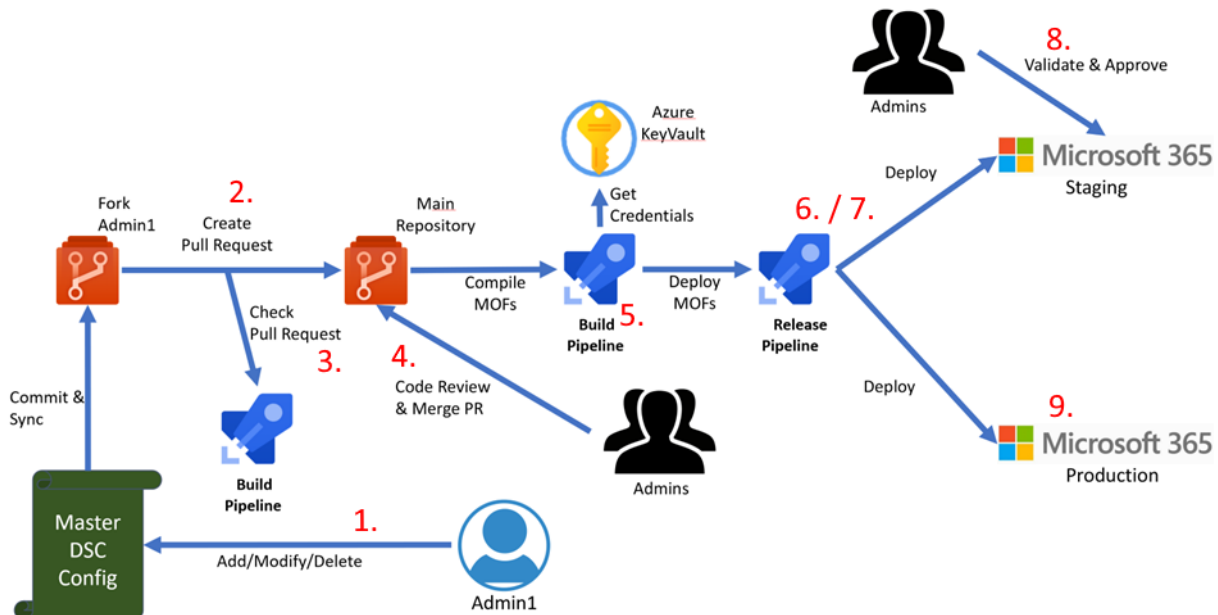 8.
Validate & Approve
Admins
Azure
KeyVault
Microsoft 365
Staging
Deploy
2.
Fork
Admin1
Create
Pull Request
Main
Repository
Get
Credentials
6. / 7.
Compile
MOFs
Deploy
MOFs
Check
Pull Request
3.
4.
Build
Pipeline
5.
Release
Pipeline
Commit &
Sync
Code Review
& Merge PR
Deploy
9.
Microsoft 365
Production
Build
Pipeline
Admins
Master
DSC
Config
1.
Add/Modify/Delete
Admin1